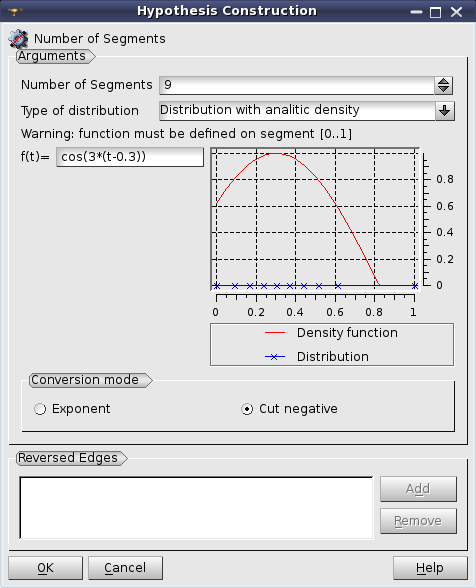 Hypothesis Construction
Number of Segments
Arguments
Number of Segments 9
Type of distribution Distribution with analitic density
Warning: function must be defined on segment [0..1]
f(t)= cos(3*(t-0.3))
0.8
0.6
0.4
0.2
0
0 0.2 0.4 0.6 0.8 1
Density function
Distribution
Conversion mode
Exponent Cut negative
Reversed Edges
Add
Remove
OK Cancel Help